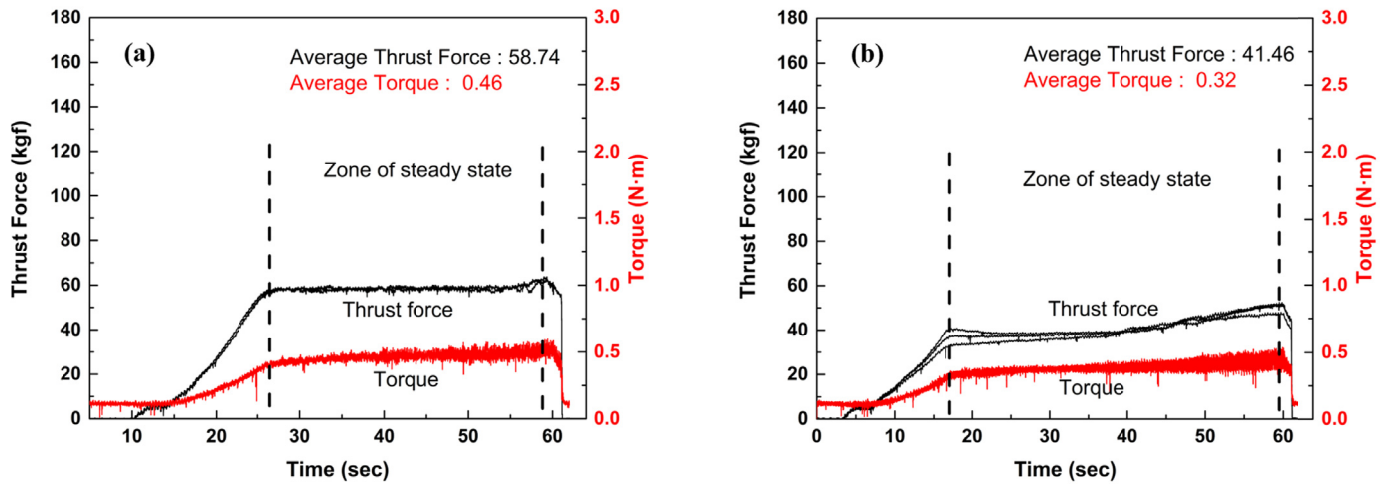 (a)
Average Thrust Force : 58.74
Average Torque : 0.46
Zone of steady state
Thrust force
Torque
Thrust Force (kgf)
180
160
140
120
100
80
60
40
20
0
Torque (N·m)
3.0
2.5
2.0
1.5
1.0
0.5
0.0
10 20 30 40 50 60
Time (sec)
(b)
Average Thrust Force : 41.46
Average Torque : 0.32
Zone of steady state
Thrust force
Torque
Thrust Force (kgf)
180
160
140
120
100
80
60
40
20
0
Torque (N·m)
3.0
2.5
2.0
1.5
1.0
0.5
0.0
0 10 20 30 40 50 60
Time (sec)